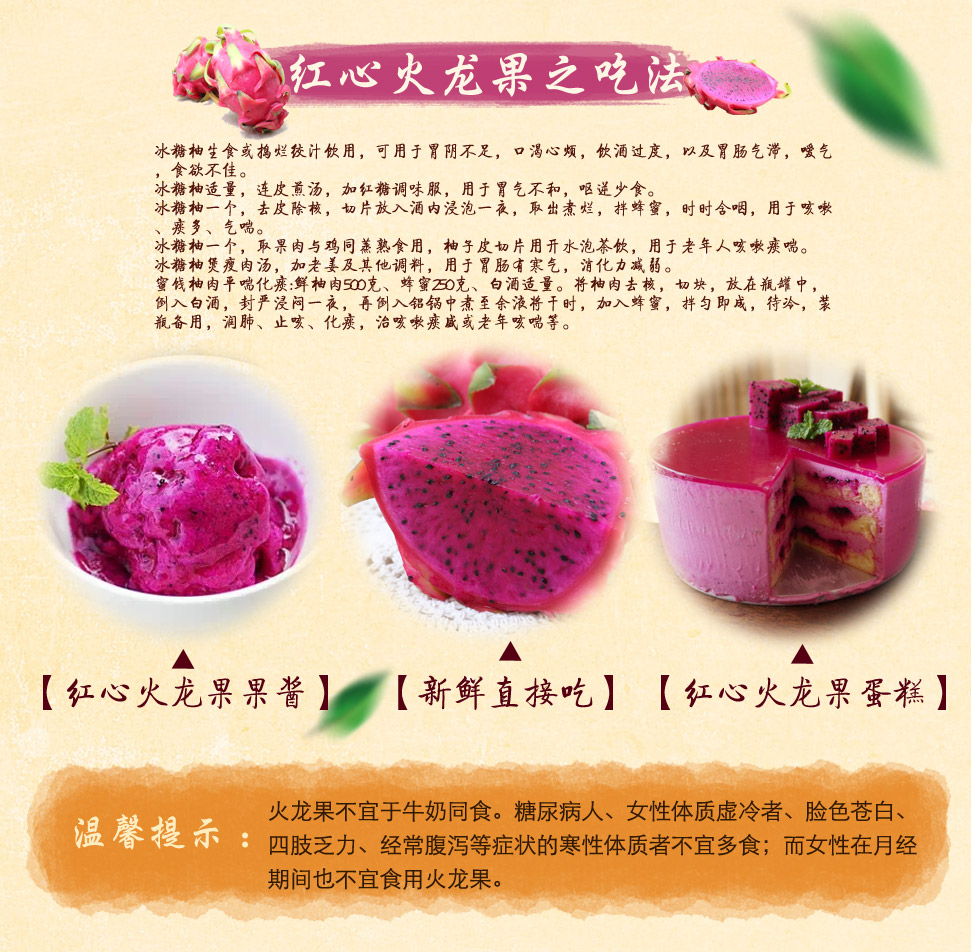 红心火龙果之吃法
冰糖柚生食或捣烂绞汁饮用，可用于胃阴不足，口渴心烦，饮酒过度，以及胃肠气滞，嗳气
，食欲不佳。
冰糖柚适量，连皮煎汤，加红糖调味服，用于胃气不和，呕逆少食。
冰糖柚一个，去皮除核，切片放入酒内浸泡一夜，取出煮烂，拌蜂蜜，时时含咽，用于咳嗽
、痰多、气喘。
冰糖柚一个，取果肉与鸡同蒸熟食用，柚子皮切片用开水泡茶饮，用于老年人咳嗽痰喘。
冰糖柚煲瘦肉汤，加老姜及其他调料，用于胃肠有寒气，消化力减弱。
蜜饯柚肉平喘化痰:鲜柚肉500克、蜂蜜250克、白酒适量。将柚肉去核，切块，放在瓶罐中，
倒入白酒，封严浸闷一夜，再倒入铝锅中煮至余液将干时，加入蜂蜜，拌匀即成，待冷，装
瓶备用，润肺、止咳、化痰，治咳嗽痰咸或老年咳喘等。
【红心火龙果果酱】 【新鲜直接吃】 【红心火龙果蛋糕】
温馨提示：
火龙果不宜于牛奶同食。糖尿病人、女性体质虚冷者、脸色苍白、
四肢乏力、经常腹泻等症状的寒性体质者不宜多食；而女性在月经
期间也不宜食用火龙果。